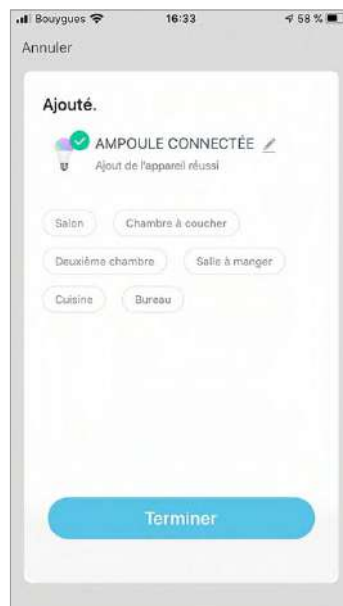 Bouygues 16:33 58 %
Annuler
Ajouté.
AMPOULE CONNECTÉE
Ajout de l'appareil réussi
Salon Chambre à coucher
Deuxième chambre Salle à manger
Cuisine Bureau
Terminer